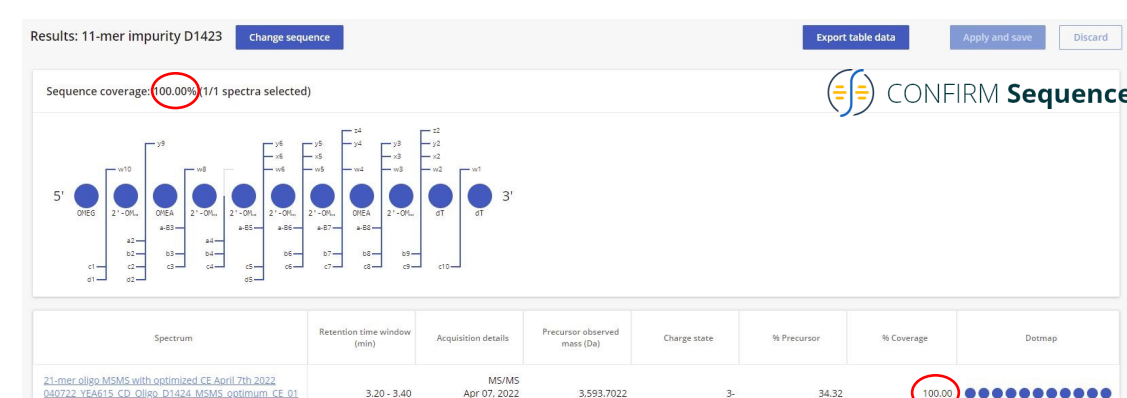 Results: 11-mer impurity D1423 Change sequence Export table data Apply and save Discard
Sequence coverage: 100.00% (1/1 spectra selected)
CONFIRM Sequence
z4 z2
y9 y6 y5 y4 y3 y2
x6 x5 x3 x2
w10 w8 w6 w5 w4 w3 w2 w1
5' 3'
OMEG 2'-OM... OMEA 2'-OM... 2'-OM... 2'-OM... 2'-OM... OMEA 2'-OM... dT dT
a-B3 a-B5 a-B6 a-B7 a-B8
a2 a4
b2 b3 b4 b6 b7 b8 b9
c1 c2 c3 c4 c5 c6 c7 c8 c9 c10
d1 d2 d5
Spectrum Retention time window (min) Acquisition details Precursor observed mass (Da) Charge state % Precursor % Coverage Dotmap
21-mer oligo MSMS with optimized CE April 7th 2022
040722_YEA615_CD_Oligo_D1424_MSMS_optimum_CE_01
3.20 - 3.40
MS/MS
Apr 07, 2022
3,593.7022 3- 34.32 100.00